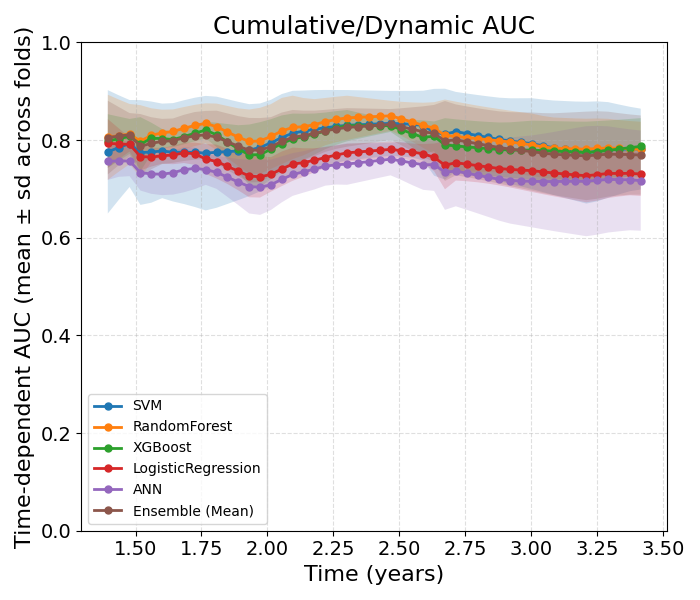 Cumulative/Dynamic AUC
Time-dependent AUC (mean ± sd across folds)
1.0
0.8
0.6
0.4
0.2
0.0
SVM
RandomForest
XGBoost
LogisticRegression
ANN
Ensemble (Mean)
1.50 1.75 2.00 2.25 2.50 2.75 3.00 3.25 3.50
Time (years)